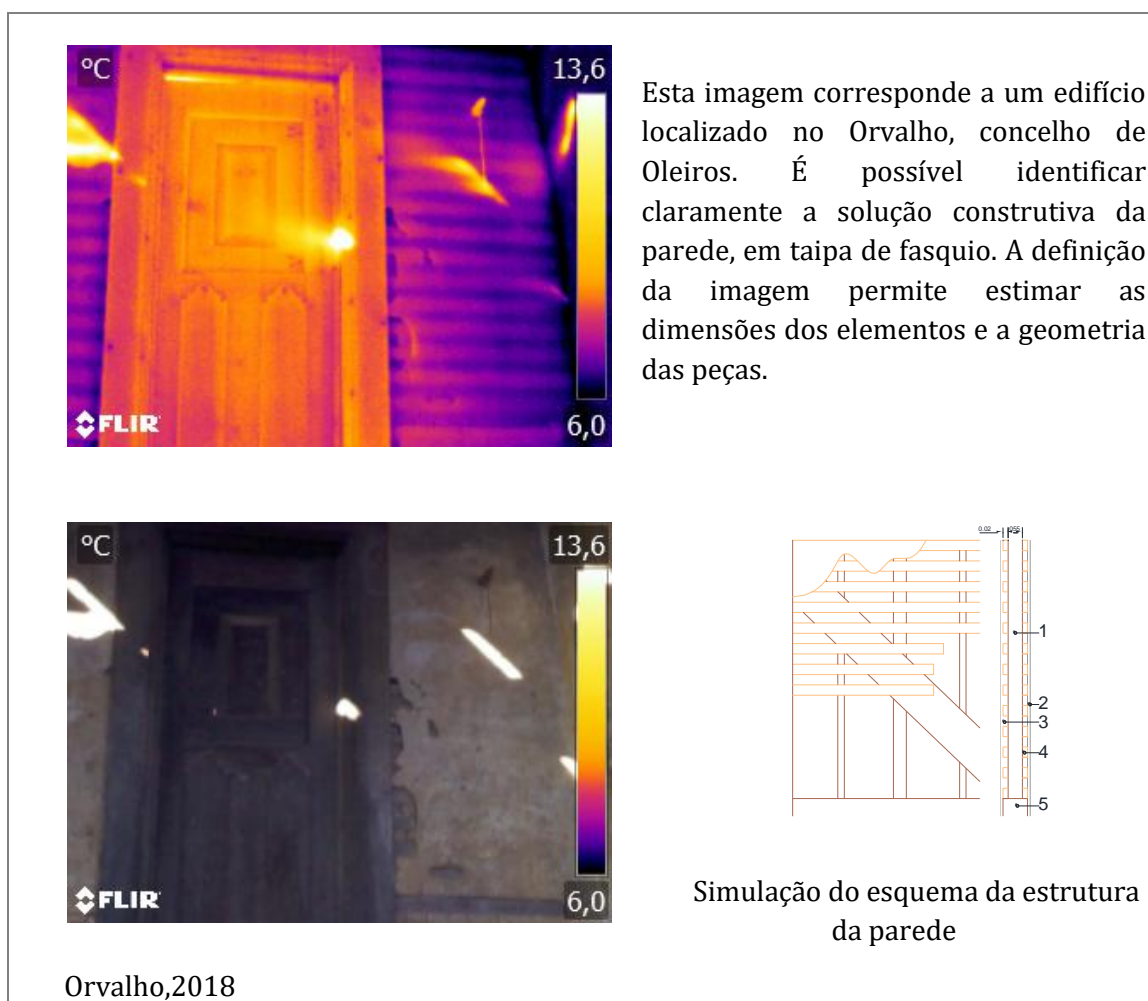 °C
13,6
FLIR
6,0
Esta imagem corresponde a um edifício
localizado no Orvalho, concelho de
Oleiros. É possível identificar
claramente a solução construtiva da
parede, em taipa de fasquio. A definição
da imagem permite estimar as
dimensões dos elementos e a geometria
das peças.
°C
13,6
FLIR
6,0
0.02
1
2
3
4
5
Simulação do esquema da estrutura
da parede
Orvalho,2018